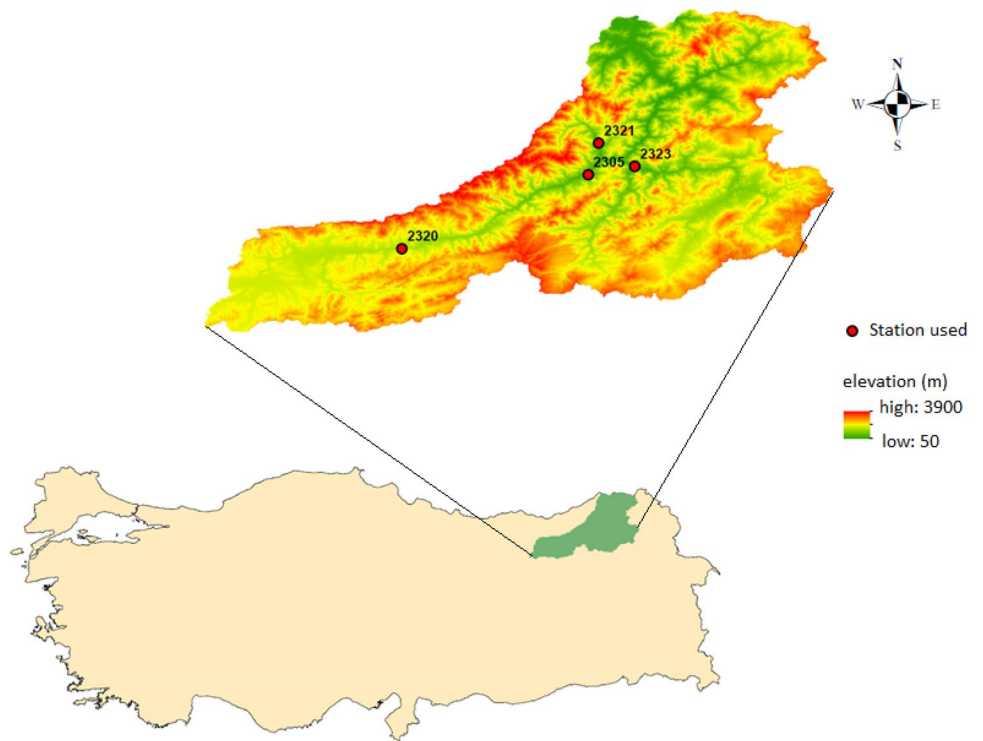 N
W E
S
2321
2323
2305
2320
Station used
elevation (m)
high: 3900
low: 50